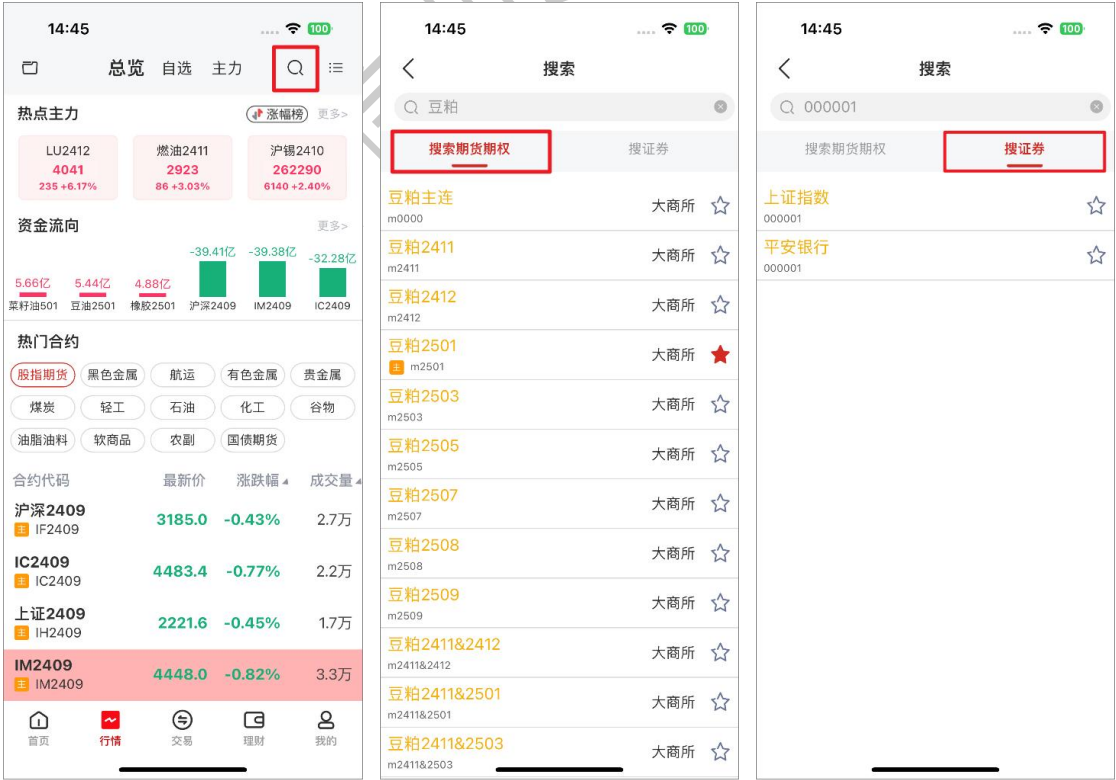 14:45
100
总览 自选 主力
热点主力 涨幅榜 更多>
LU2412 燃油2411 沪锡2410
4041 2923 262290
235 +6.17% 86 +3.03% 6140 +2.40%
资金流向 更多>
-39.41亿 -39.38亿 -32.28亿
5.66亿 5.44亿 4.88亿
菜籽油501 豆油2501 橡胶2501 沪深2409 IM2409 IC2409
热门合约
股指期货 黑色金属 航运 有色金属 贵金属
煤炭 轻工 石油 化工 谷物
油脂油料 软商品 农副 国债期货
合约代码 最新价 涨跌幅 成交量
沪深2409
主 IF2409 3185.0 -0.43% 2.7万
IC2409
主 IC2409 4483.4 -0.77% 2.2万
上证2409
主 IH2409 2221.6 -0.45% 1.7万
IM2409
主 IM2409 4448.0 -0.82% 3.3万
首页 行情 交易 理财 我的
14:45
100
搜索
豆粕
搜索期货期权 搜证券
豆粕主连 大商所
m0000
豆粕2411 大商所
m2411
豆粕2412 大商所
m2412
豆粕2501 大商所
主 m2501
豆粕2503 大商所
m2503
豆粕2505 大商所
m2505
豆粕2507 大商所
m2507
豆粕2508 大商所
m2508
豆粕2509 大商所
m2509
豆粕2411&2412 大商所
m2411&2412
豆粕2411&2501 大商所
m2411&2501
豆粕2411&2503 大商所
m2411&2503
14:45
100
搜索
000001
搜索期货期权 搜证券
上证指数
000001
平安银行
000001